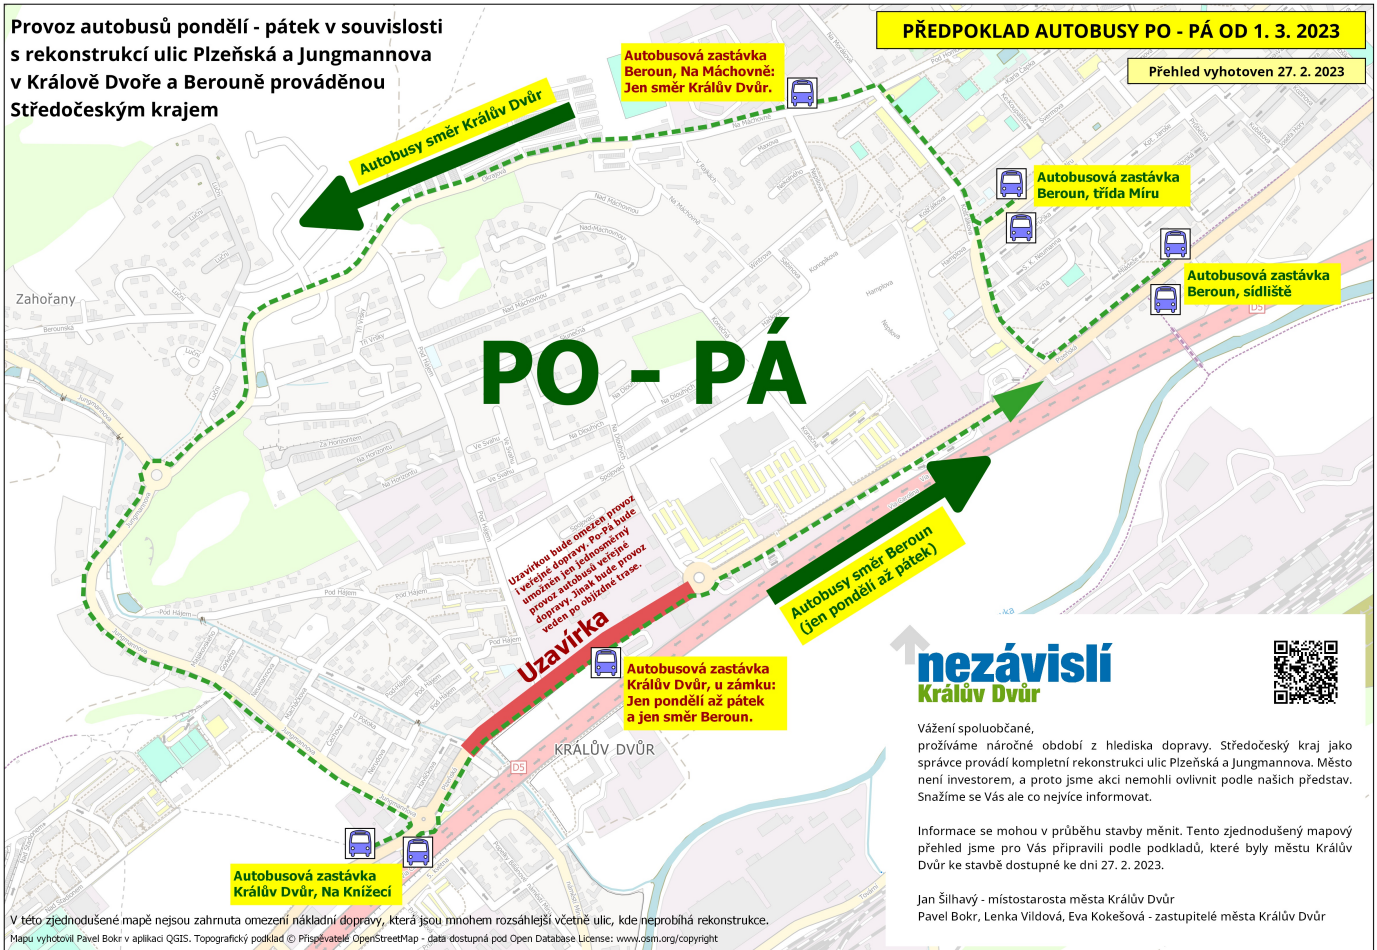 Provoz autobusů pondělí - pátek v souvislosti
s rekonstrukcí ulic Plzeňská a Jungmannova
v Králově Dvoře a Berouně prováděnou
Středočeským krajem
PŘEDPOKLAD AUTOBUSY PO - PÁ OD 1. 3. 2023
Přehled vyhotoven 27. 2. 2023
Autobusová zastávka
Beroun, Na Máchovně:
Jen směr Králův Dvůr.
Autobusy směr Králův Dvůr
Autobusová zastávka
Beroun, třída Míru
Autobusová zastávka
Beroun, sídliště
Zahořany
PO - PÁ
D5
Uzavírkou bude omezen provoz
i veřejné dopravy. Po-Pá bude
umožněn jen jednosměrný
provoz autobusů veřejné
dopravy. Jinak bude provoz
veden po objízdné trase.
Uzavírka
Autobusy směr Beroun
(jen pondělí až pátek)
Autobusová zastávka
Králův Dvůr, u zámku:
Jen pondělí až pátek
a jen směr Beroun.
KRÁLŮV DVŮR
D5
Autobusová zastávka
Králův Dvůr, Na Knížecí
nezávislí
Králův Dvůr
Vážení spoluobčané,
prožíváme náročné období z hlediska dopravy. Středočeský kraj jako
správce provádí kompletní rekonstrukci ulic Plzeňská a Jungmannova. Město
není investorem, a proto jsme akci nemohli ovlivnit podle našich představ.
Snažíme se Vás ale co nejvíce informovat.
Informace se mohou v průběhu stavby měnit. Tento zjednodušený mapový
přehled jsme pro Vás připravili podle podkladů, které byly městu Králův
Dvůr ke stavbě dostupné ke dni 27. 2. 2023.
Jan Šilhavý - místostarosta města Králův Dvůr
Pavel Bokr, Lenka Vildová, Eva Kokešová - zastupitelé města Králův Dvůr
V této zjednodušené mapě nejsou zahrnuta omezení nákladní dopravy, která jsou mnohem rozsáhlejší včetně ulic, kde neprobíhá rekonstrukce.
Mapu vyhotovil Pavel Bokr v aplikaci QGIS. Topografický podklad © Přispěvatelé OpenStreetMap - data dostupná pod Open Database License: www.osm.org/copyright